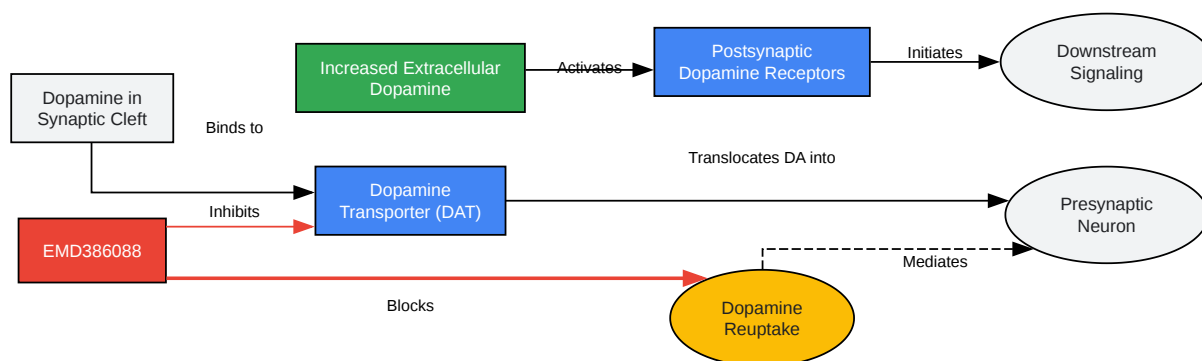 Increased Extracellular
Dopamine
Activates
Postsynaptic
Dopamine Receptors
Initiates
Downstream
Signaling
Dopamine in
Synaptic Cleft
Binds to
Translocates DA into
Dopamine
Transporter (DAT)
Presynaptic
Neuron
Inhibits
EMD386088
Mediates
Blocks
Dopamine
Reuptake